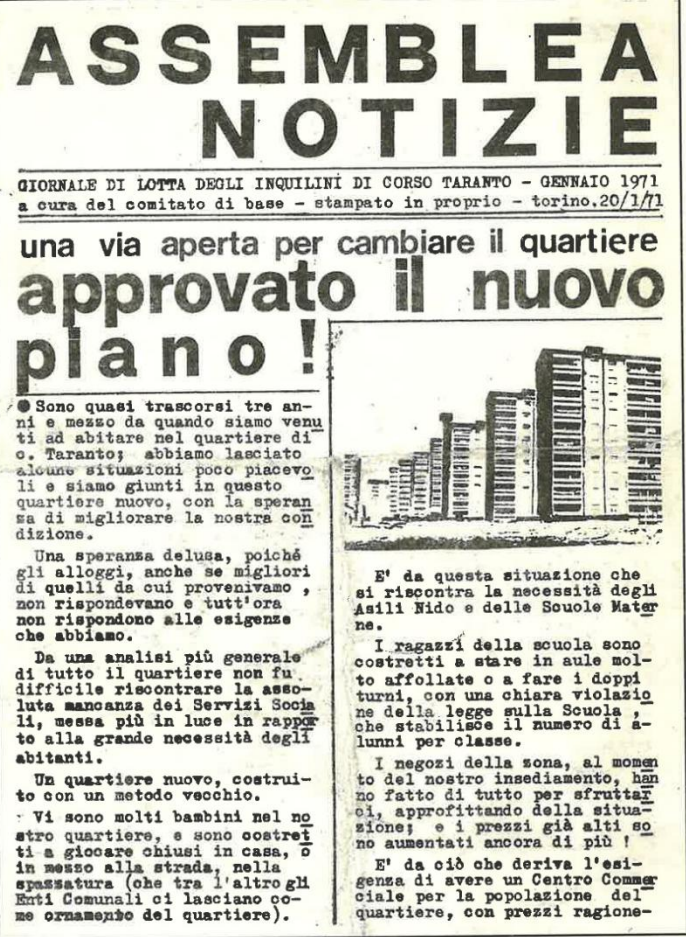 ASSEMBLEA
NOTIZIE
GIORNALE DI LOTTA DEGLI INQUILINI DI CORSO TARANTO - GENNAIO 1971
a cura del comitato di base - stampato in proprio - torino.20/1/71
una via aperta per cambiare il quartiere
approvato il nuovo
piano!
● Sono quasi trascorsi tre an-
ni e mezzo da quando siamo venu
ti ad abitare nel quartiere di
c. Taranto; abbiamo lasciato
alcune situazioni poco piacevo
li e siamo giunti in questo
quartiere nuovo, con la speran
za di migliorare la nostra con
dizione.
Una speranza delusa, poiché
gli alloggi, anche se migliori
di quelli da cui provenivamo ,
non rispondevano e tutt'ora
non rispondono alle esigenze
che abbiamo.
Da una analisi più generale
di tutto il quartiere non fu
difficile riscontrare la asso-
luta mancanza dei Servizi Socia
li, messa più in luce in rappor
to alla grande necessità degli
abitanti.
Un quartiere nuovo, costrui-
to con un metodo vecchio.
Vi sono molti bambini nel no
stro quartiere, e sono costret
ti a giocare chiusi in casa, o
in mezzo alla strada, nella
spazzatura (che tra l'altro gli
Enti Comunali ci lasciano co-
me ornamento del quartiere).
E' da questa situazione che
si riscontra la necessità degli
Asili Nido e delle Scuole Mater
ne.
I ragazzi della scuola sono
costretti a stare in aule mol-
to affollate o a fare i doppi
turni, con una chiara violazio
ne della legge sulla Scuola ,
che stabilisce il numero di a-
lunni per classe.
I negozi della zona, al momen
to del nostro insediamento, han
no fatto di tutto per sfruttar
ci, approfittando della situa-
zione; e i prezzi già alti so
no aumentati ancora di più !
E' da ciò che deriva l'esi-
genza di avere un Centro Commer
ciale per la popolazione del
quartiere, con prezzi ragione-